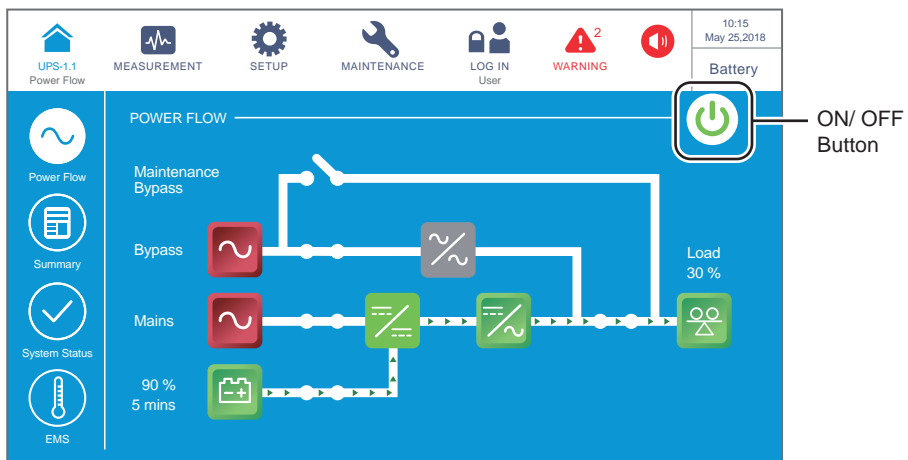 UPS-1.1
Power Flow
MEASUREMENT
SETUP
MAINTENANCE
LOG IN
User
2
WARNING
10:15
May 25,2018
Battery
ON/ OFF
Button
Power Flow
Summary
System Status
EMS
POWER FLOW
Maintenance
Bypass
Bypass
Load
30 %
Mains
90 %
5 mins